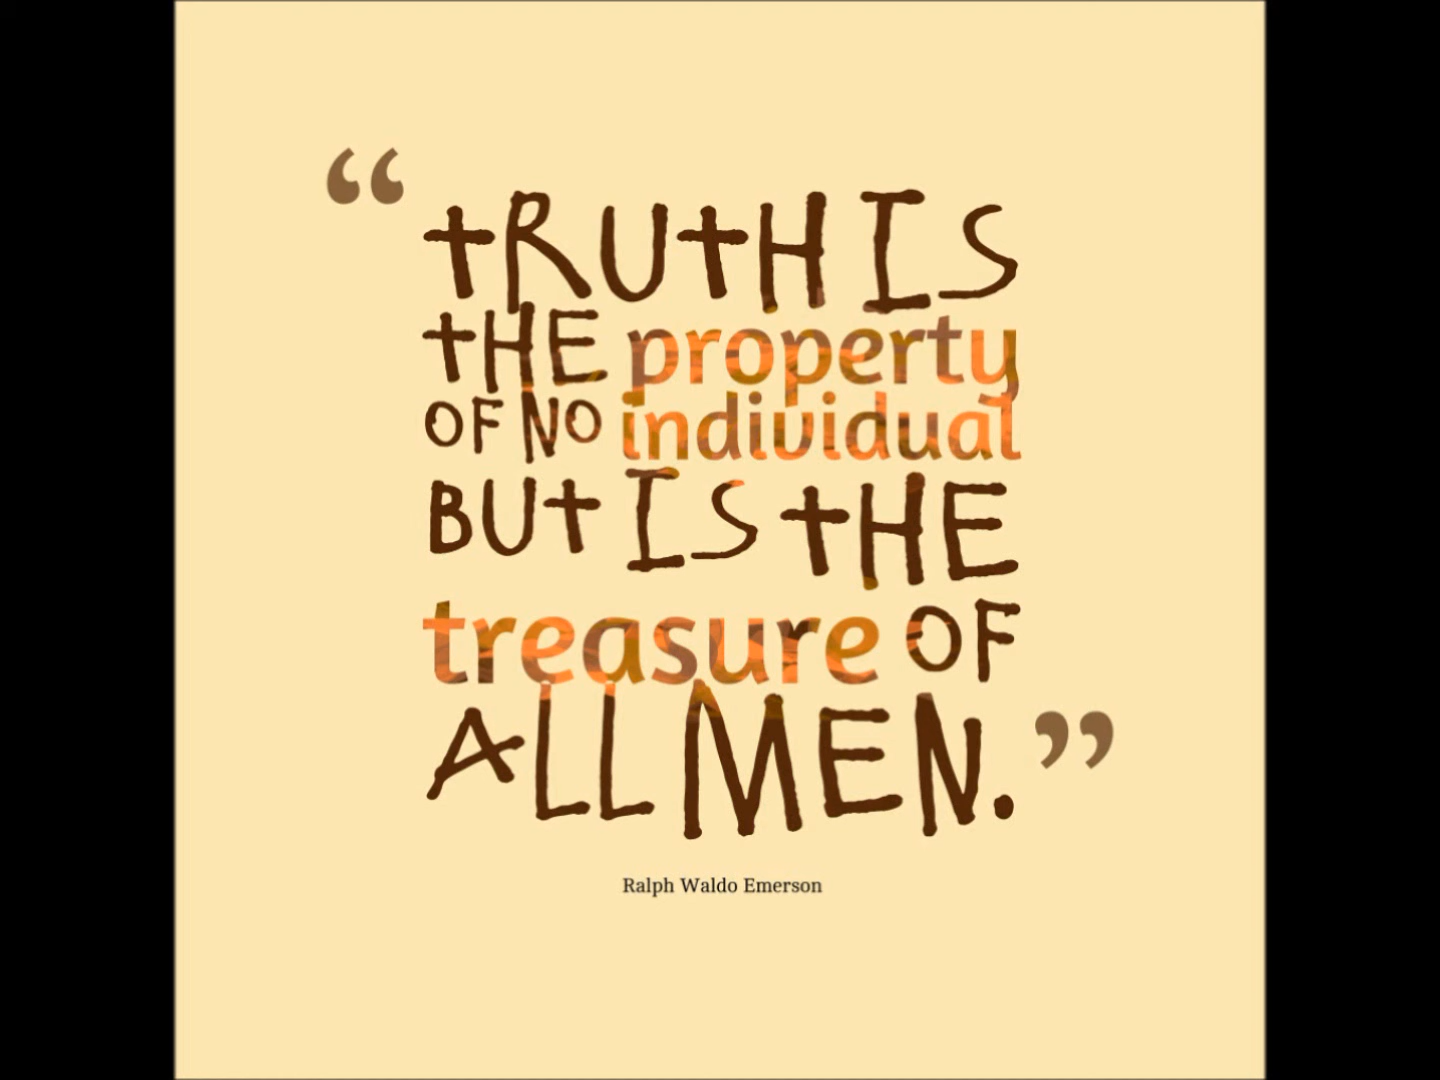 “tRUtH IS
tHE property
OF NO individual
BUt IS tHE
treasure OF
ALL MEN.”
Ralph Waldo Emerson